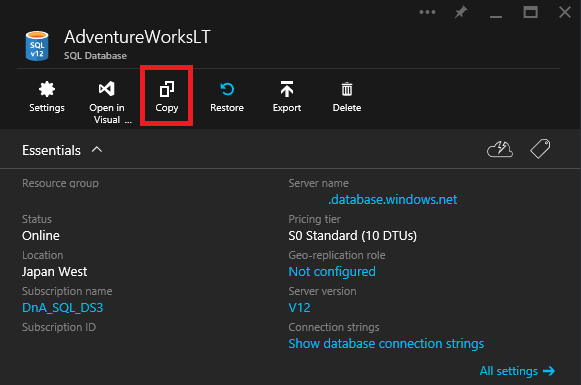 AdventureWorksLT
SQL Database
SQL
v12
Settings
Open in
Visual ...
Copy
Restore
Export
Delete
Essentials
Resource group
Server name
.database.windows.net
Status
Pricing tier
Online
S0 Standard (10 DTUs)
Location
Geo-replication role
Japan West
Not configured
Subscription name
Server version
DnA_SQL_DS3
V12
Subscription ID
Connection strings
Show database connection strings
All settings